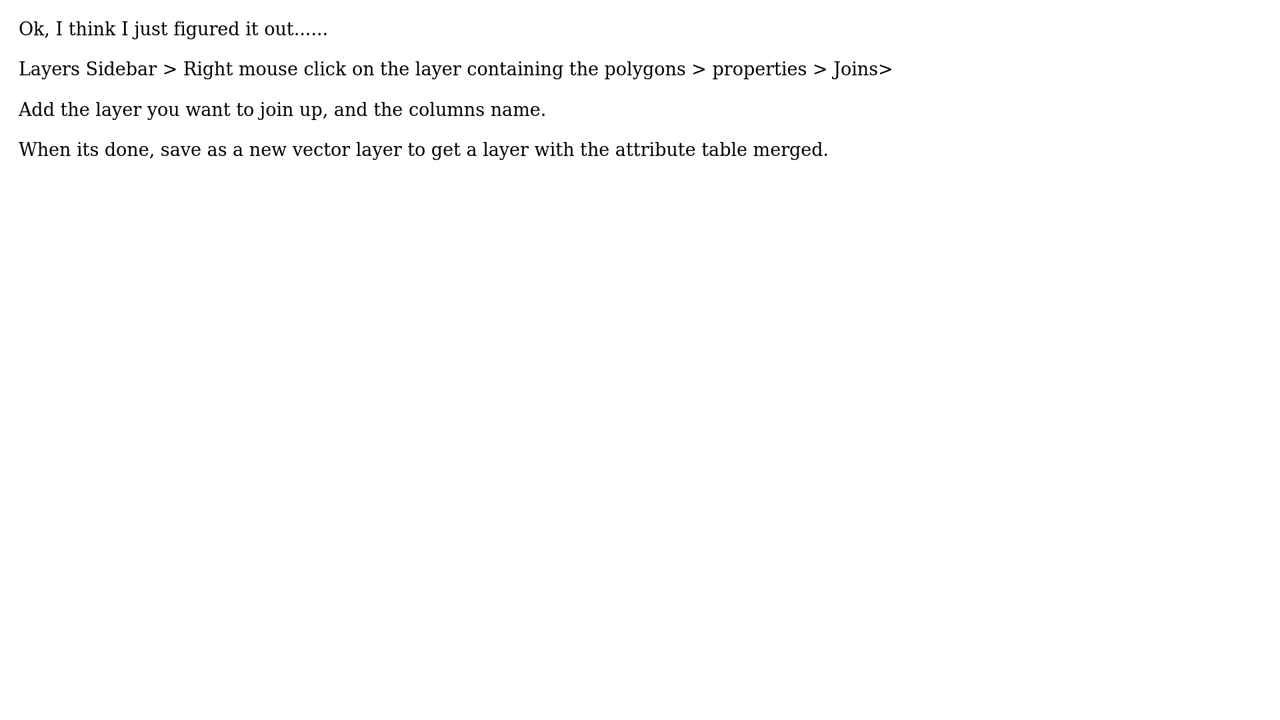 Ok, I think I just figured it out......
Layers Sidebar > Right mouse click on the layer containing the polygons > properties > Joins>
Add the layer you want to join up, and the columns name.
When its done, save as a new vector layer to get a layer with the attribute table merged.